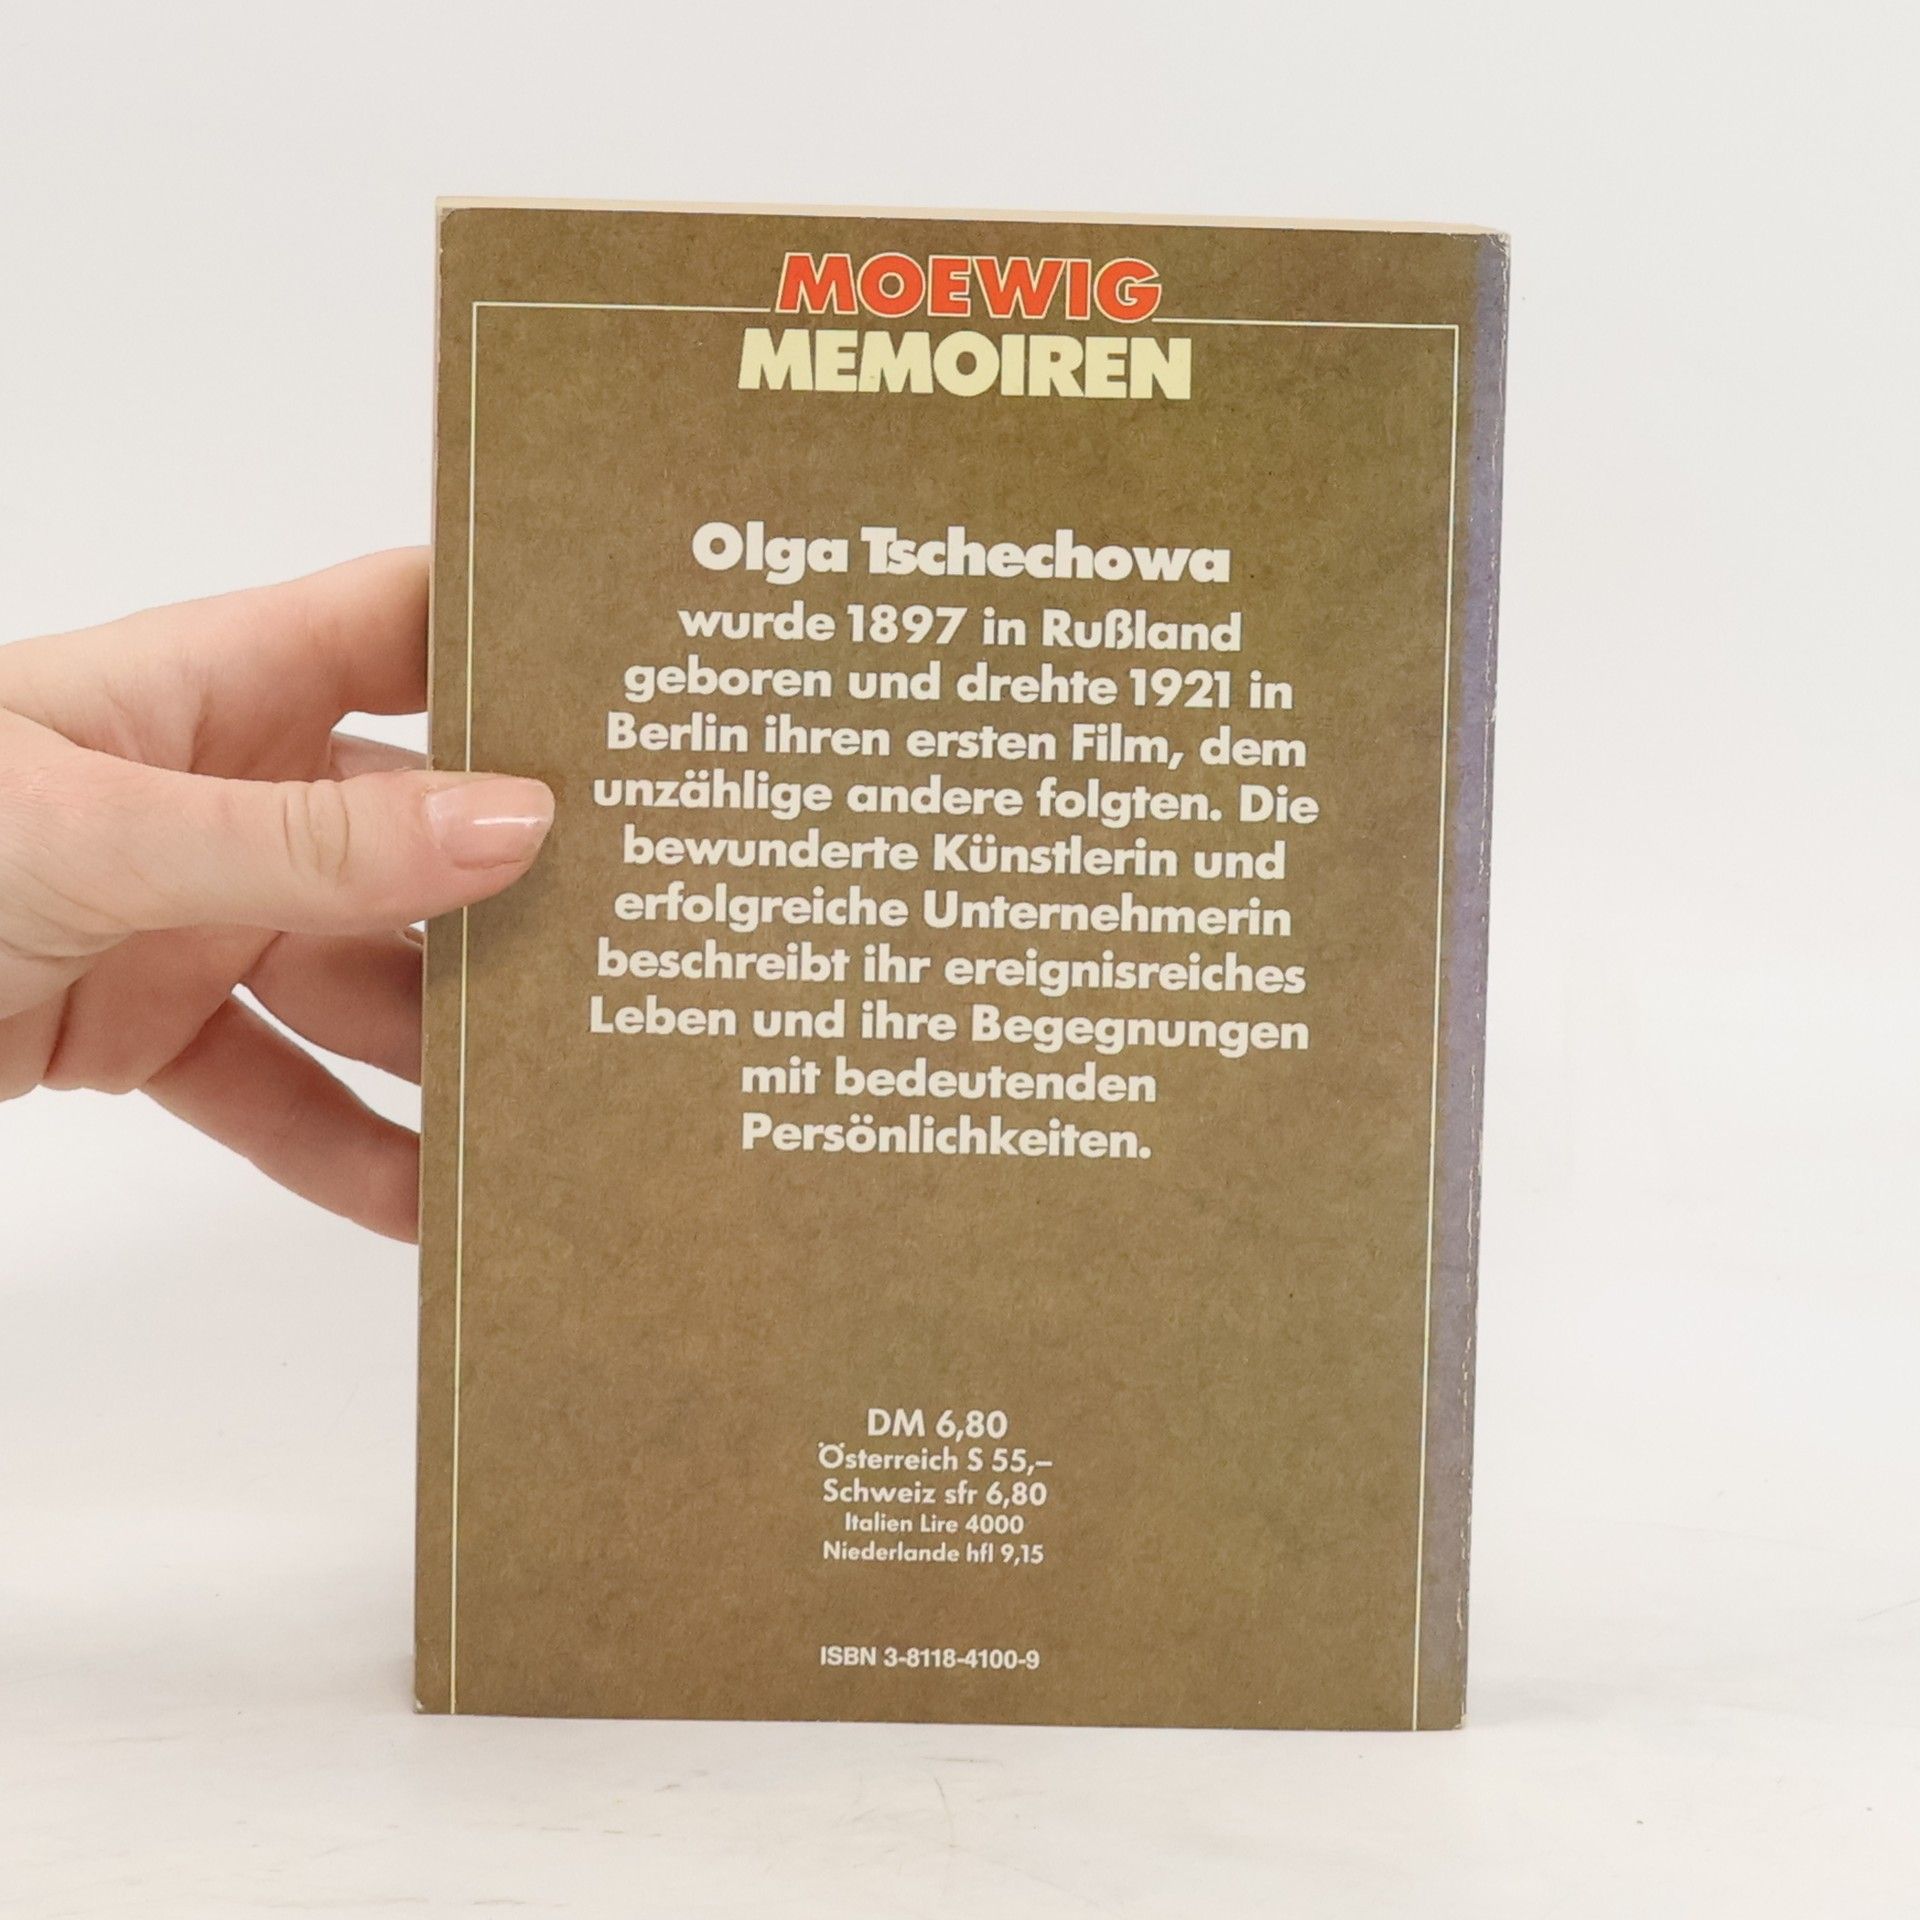 MOEWIG
MEMOIREN
Olga Tschechowa
wurde 1897 in Rußland
geboren und drehte 1921 in
Berlin ihren ersten Film, dem
unzählige andere folgten. Die
bewunderte Künstlerin und
erfolgreiche Unternehmerin
beschreibt ihr ereignisreiches
Leben und ihre Begegnungen
mit bedeutenden
Persönlichkeiten.
DM 6,80
Österreich S 55,–
Schweiz sfr 6,80
Italien Lire 4000
Niederlande hfl 9,15
ISBN 3-8118-4100-9